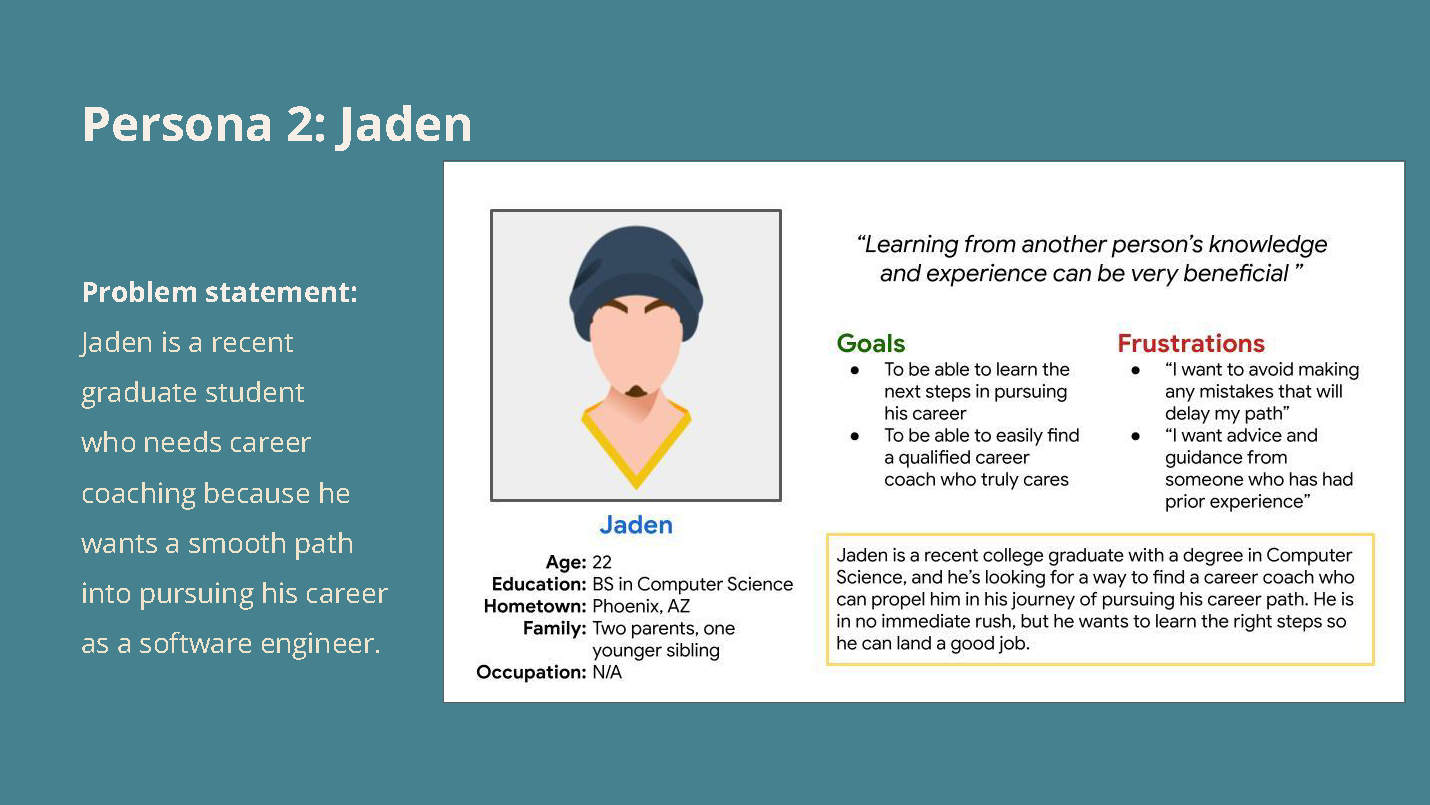 Persona 2: Jaden
Problem statement:
Jaden is a recent
graduate student
who needs career
coaching because he
wants a smooth path
into pursuing his career
as a software engineer.
Jaden
Age: 22
Education: BS in Computer Science
Hometown: Phoenix, AZ
Family: Two parents, one
younger sibling
Occupation: N/A
“Learning from another person’s knowledge
and experience can be very beneficial ”
Goals
● To be able to learn the
next steps in pursuing
his career
● To be able to easily find
a qualified career
coach who truly cares
Frustrations
● “I want to avoid making
any mistakes that will
delay my path”
● “I want advice and
guidance from
someone who has had
prior experience”
Jaden is a recent college graduate with a degree in Computer
Science, and he’s looking for a way to find a career coach who
can propel him in his journey of pursuing his career path. He is
in no immediate rush, but he wants to learn the right steps so
he can land a good job.